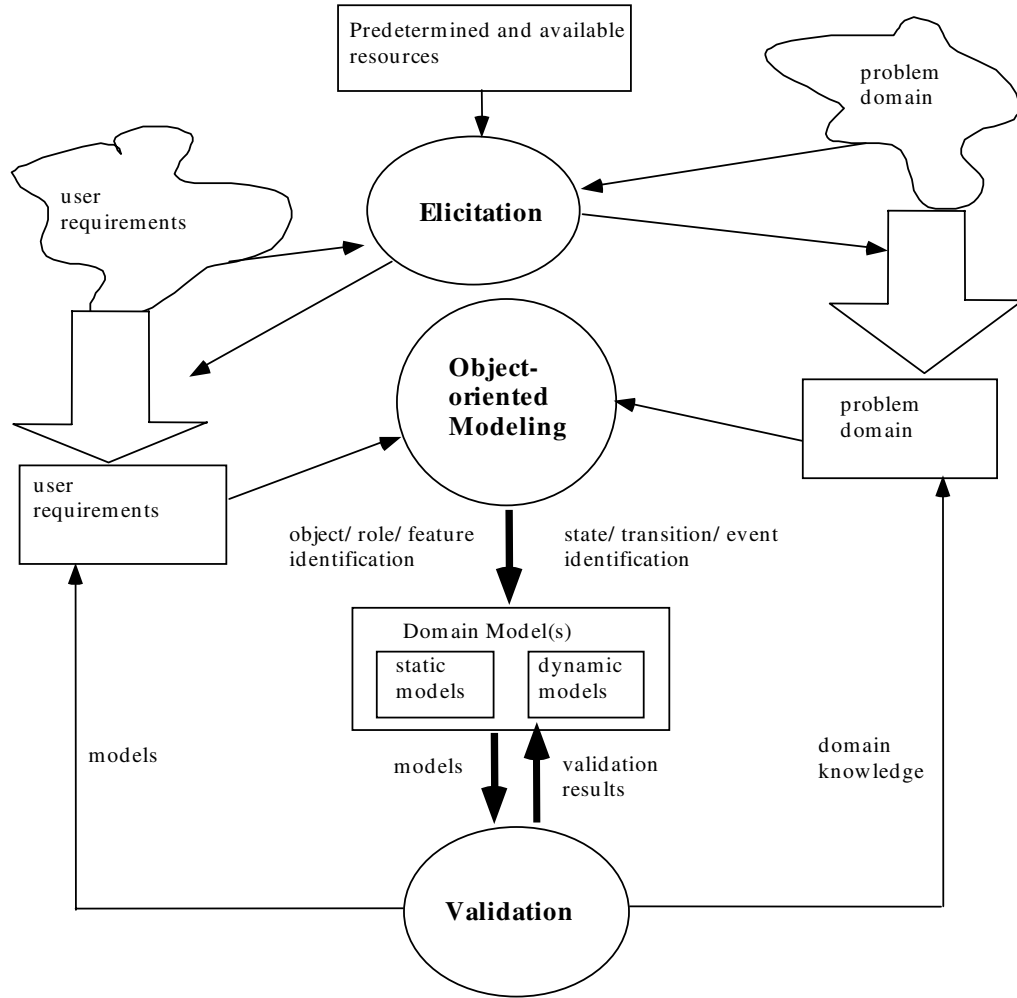 Predetermined and available
resources
problem
domain
user
requirements
Elicitation
Object-
oriented
Modeling
problem
domain
user
requirements
object/ role/ feature
identification
state/ transition/ event
identification
Domain Model(s)
static
models
dynamic
models
models
models
validation
results
domain
knowledge
Validation